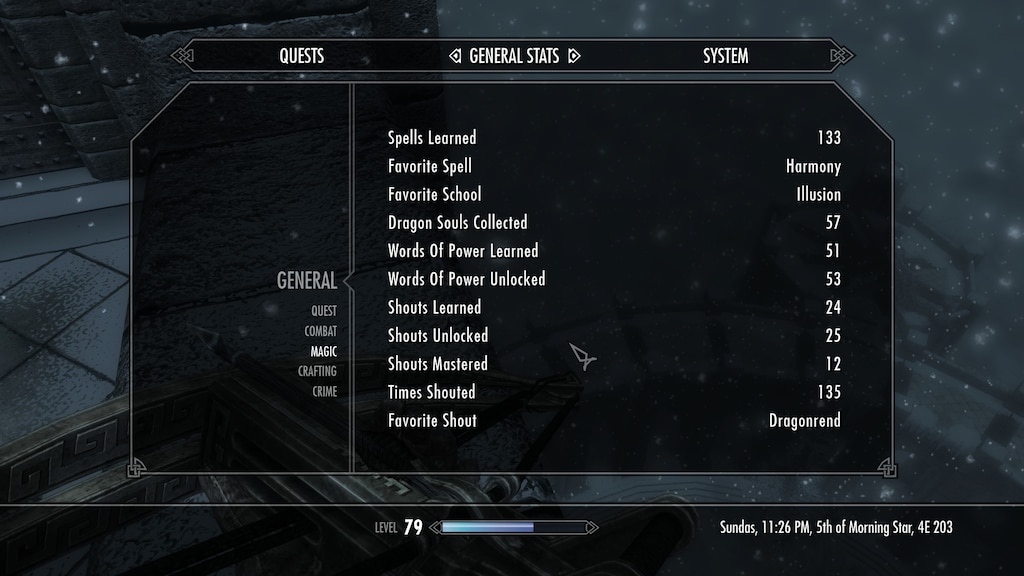 QUESTS GENERAL STATS SYSTEM
GENERAL
QUEST
COMBAT
MAGIC
CRAFTING
CRIME
Spells Learned 133
Favorite Spell Harmony
Favorite School Illusion
Dragon Souls Collected 57
Words Of Power Learned 51
Words Of Power Unlocked 53
Shouts Learned 24
Shouts Unlocked 25
Shouts Mastered 12
Times Shouted 135
Favorite Shout Dragonrend
LEVEL 79 Sundas, 11:26 PM, 5th of Morning Star, 4E 203